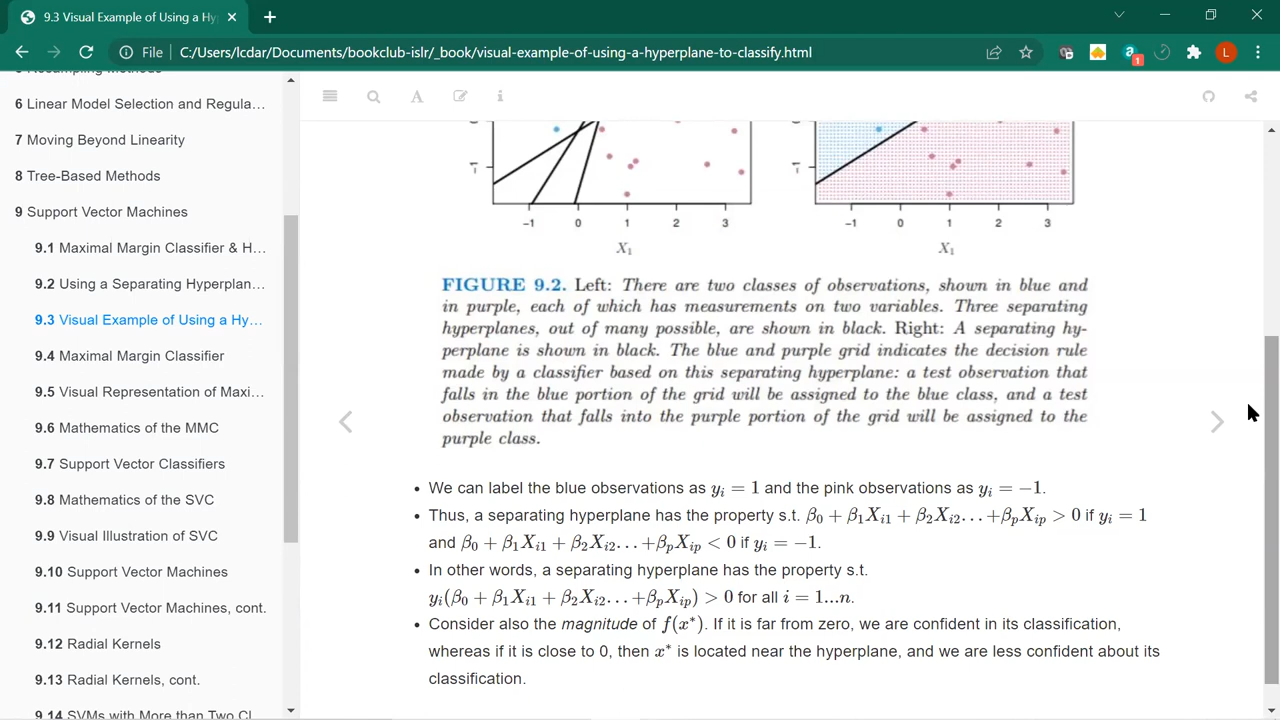 9.3 Visual Example of Using a Hy
File
C:/Users/lcdar/Documents/bookclub-islr/_book/visual-example-of-using-a-hyperplane-to-classify.html
1
L
6 Linear Model Selection and Regula…
7 Moving Beyond Linearity
8 Tree-Based Methods
9 Support Vector Machines
9.1 Maximal Margin Classifier & H…
9.2 Using a Separating Hyperplan…
9.3 Visual Example of Using a Hy…
9.4 Maximal Margin Classifier
9.5 Visual Representation of Maxi…
9.6 Mathematics of the MMC
9.7 Support Vector Classifiers
9.8 Mathematics of the SVC
9.9 Visual Illustration of SVC
9.10 Support Vector Machines
9.11 Support Vector Machines, cont.
9.12 Radial Kernels
9.13 Radial Kernels, cont.
9.14 SVMs with More than Two Cl
A
i
−1
−1 0 1 2 3
X₁
−1
−1 0 1 2 3
X₁
FIGURE 9.2. Left: There are two classes of observations, shown in blue and
in purple, each of which has measurements on two variables. Three separating
hyperplanes, out of many possible, are shown in black. Right: A separating hy-
perplane is shown in black. The blue and purple grid indicates the decision rule
made by a classifier based on this separating hyperplane: a test observation that
falls in the blue portion of the grid will be assigned to the blue class, and a test
observation that falls into the purple portion of the grid will be assigned to the
purple class.
• We can label the blue observations as yᵢ = 1 and the pink observations as yᵢ = −1.
• Thus, a separating hyperplane has the property s.t. β₀ + β₁Xᵢ₁ + β₂Xᵢ₂…+βₚXᵢₚ > 0 if yᵢ = 1
and β₀ + β₁Xᵢ₁ + β₂Xᵢ₂…+βₚXᵢₚ < 0 if yᵢ = −1.
• In other words, a separating hyperplane has the property s.t.
yᵢ(β₀ + β₁Xᵢ₁ + β₂Xᵢ₂…+βₚXᵢₚ) > 0 for all i = 1…n.
• Consider also the magnitude of f(x*). If it is far from zero, we are confident in its classification,
whereas if it is close to 0, then x* is located near the hyperplane, and we are less confident about its
classification.